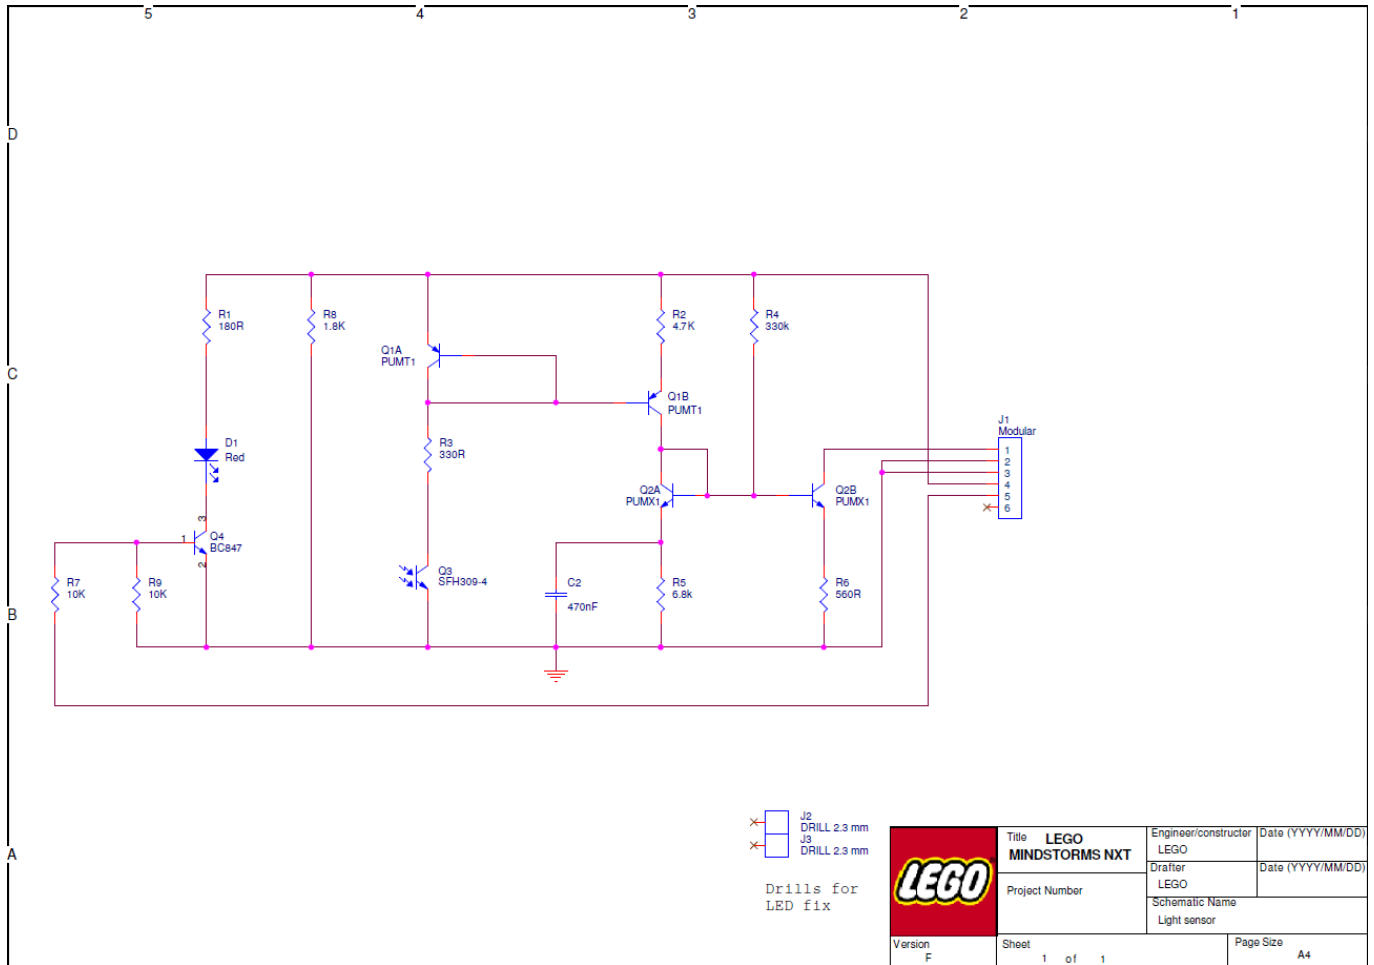 5 4 3 2 1
D
C
B
A
R1
180R
R8
1.8K
Q1A
PUMT1
R2
4.7K
R4
330k
Q1B
PUMT1
D1
Red
R3
330R
J1
Modular
1
2
3
4
5
6
Q2A
PUMX1
Q2B
PUMX1
3
1
2
Q4
BC847
R7
10K
R9
10K
Q3
SFH309-4
C2
470nF
R5
6.8k
R6
560R
J2
DRILL 2.3 mm
J3
DRILL 2.3 mm
Drills for
LED fix
LEGO
Title LEGO
MINDSTORMS NXT
Project Number
Engineer/constructer
LEGO
Date (YYYY/MM/DD)
Drafter
LEGO
Date (YYYY/MM/DD)
Schematic Name
Light sensor
Version
F
Sheet
1 of 1
Page Size
A4